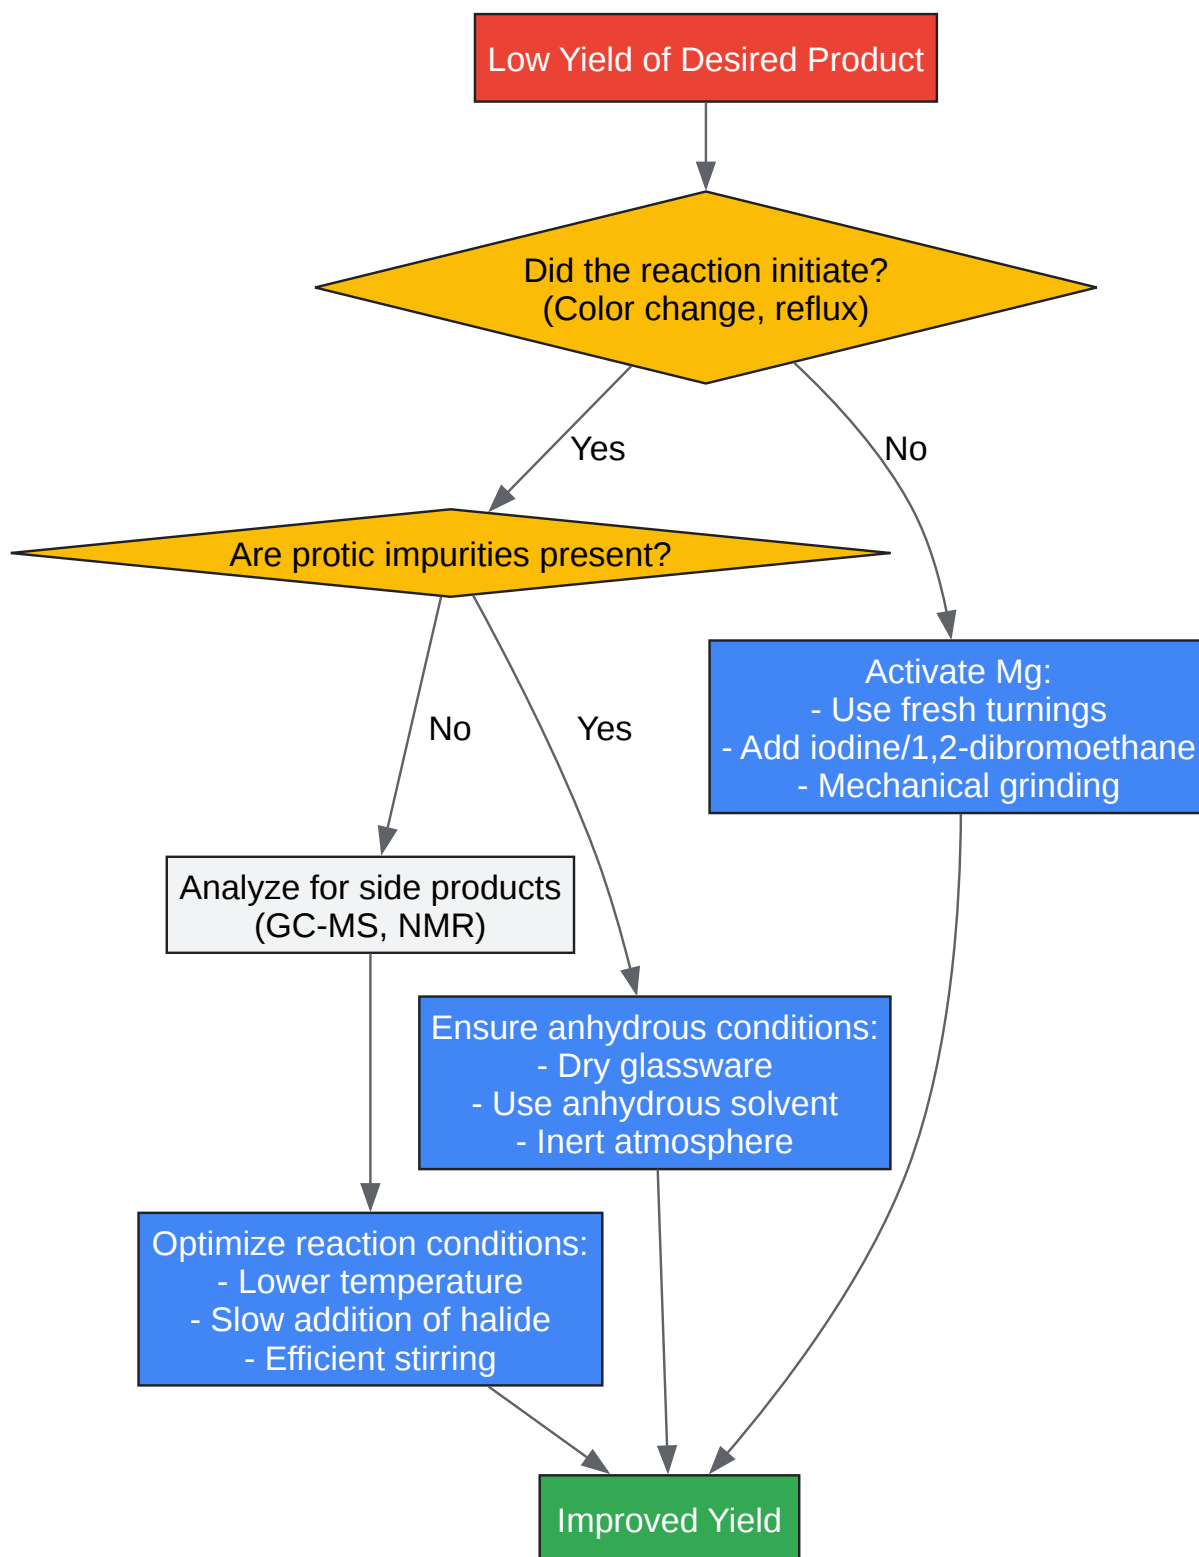 Low Yield of Desired Product
Did the reaction initiate?
(Color change, reflux)
Yes
No
Are protic impurities present?
Activate Mg:
- Use fresh turnings
- Add iodine/1,2-dibromoethane
- Mechanical grinding
No
Yes
Analyze for side products
(GC-MS, NMR)
Ensure anhydrous conditions:
- Dry glassware
- Use anhydrous solvent
- Inert atmosphere
Optimize reaction conditions:
- Lower temperature
- Slow addition of halide
- Efficient stirring
Improved Yield